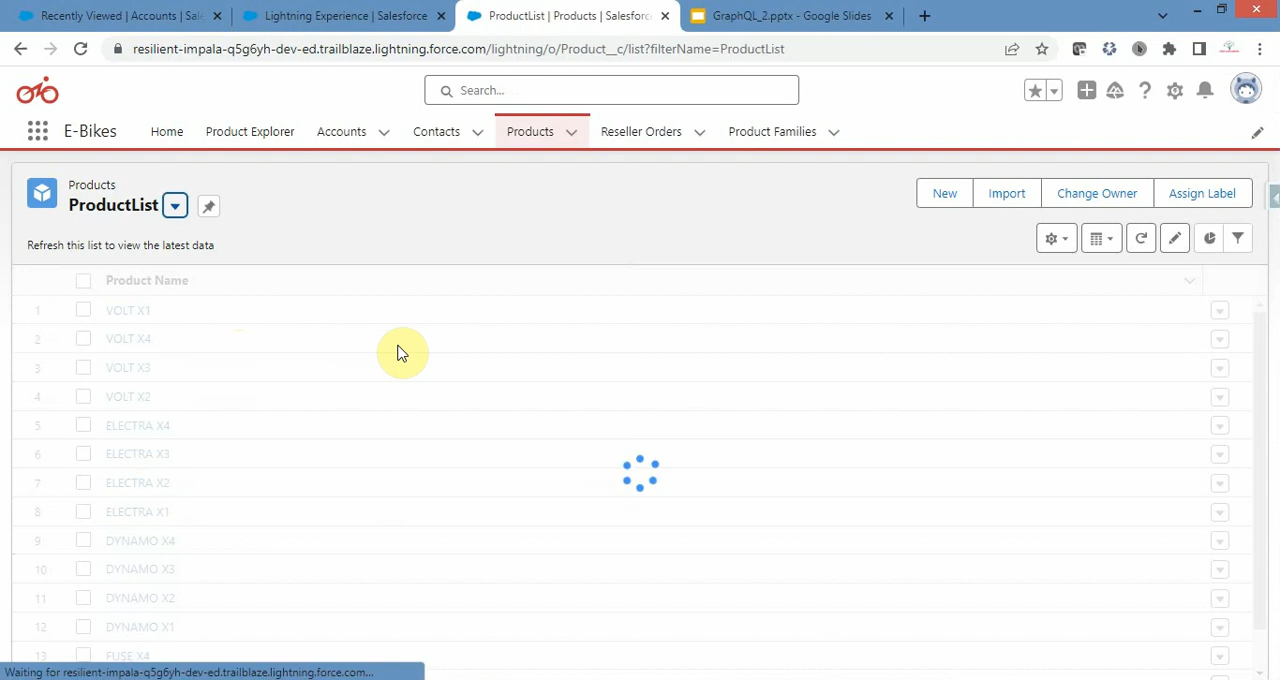 Recently Viewed | Accounts | Sal
Lightning Experience | Salesforce
ProductList | Products | Salesforc
GraphQL_2.pptx - Google Slides
resilient-impala-q5g6yh-dev-ed.trailblaze.lightning.force.com/lightning/o/Product__c/list?filterName=ProductList
Search...
E-Bikes
Home
Product Explorer
Accounts
Contacts
Products
Reseller Orders
Product Families
Products
ProductList
New
Import
Change Owner
Assign Label
Refresh this list to view the latest data
Product Name
1 VOLT X1
2 VOLT X4
3 VOLT X3
4 VOLT X2
5 ELECTRA X4
6 ELECTRA X3
7 ELECTRA X2
8 ELECTRA X1
9 DYNAMO X4
10 DYNAMO X3
11 DYNAMO X2
12 DYNAMO X1
13 FUSE X4
Waiting for resilient-impala-q5g6yh-dev-ed.trailblaze.lightning.force.com...